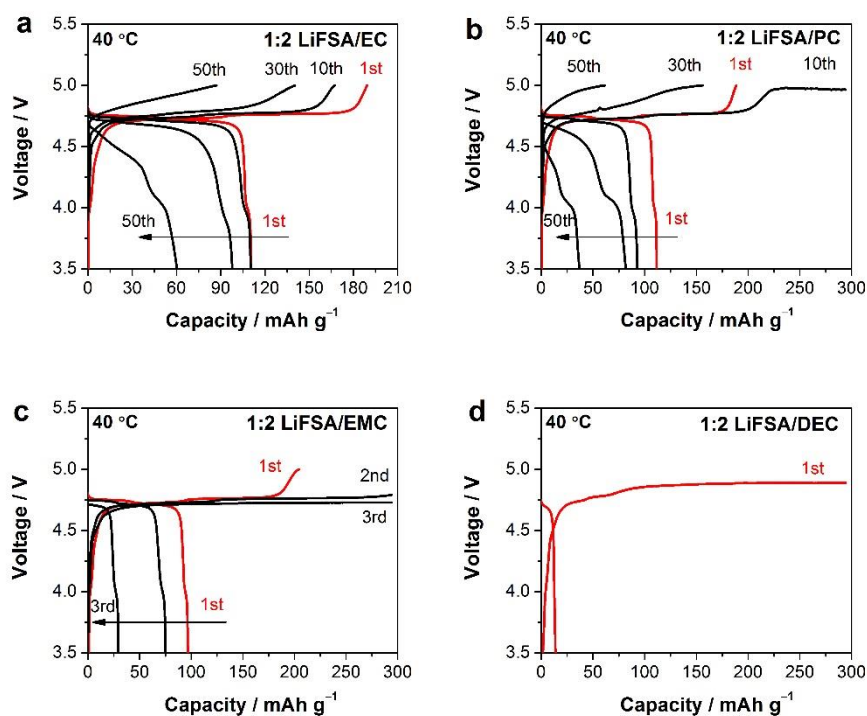 a
40 °C
1:2 LiFSA/EC
50th
30th
10th
1st
50th
1st
5.5
5.0
4.5
4.0
3.5
Voltage / V
0
30
60
90
120
150
180
210
Capacity / mAh g⁻¹
b
40 °C
1:2 LiFSA/PC
50th
30th
1st
10th
50th
1st
5.5
5.0
4.5
4.0
3.5
Voltage / V
0
50
100
150
200
250
300
Capacity / mAh g⁻¹
c
40 °C
1:2 LiFSA/EMC
1st
2nd
3rd
3rd
1st
5.5
5.0
4.5
4.0
3.5
Voltage / V
0
50
100
150
200
250
300
Capacity / mAh g⁻¹
d
40 °C
1:2 LiFSA/DEC
1st
5.5
5.0
4.5
4.0
3.5
Voltage / V
0
50
100
150
200
250
300
Capacity / mAh g⁻¹